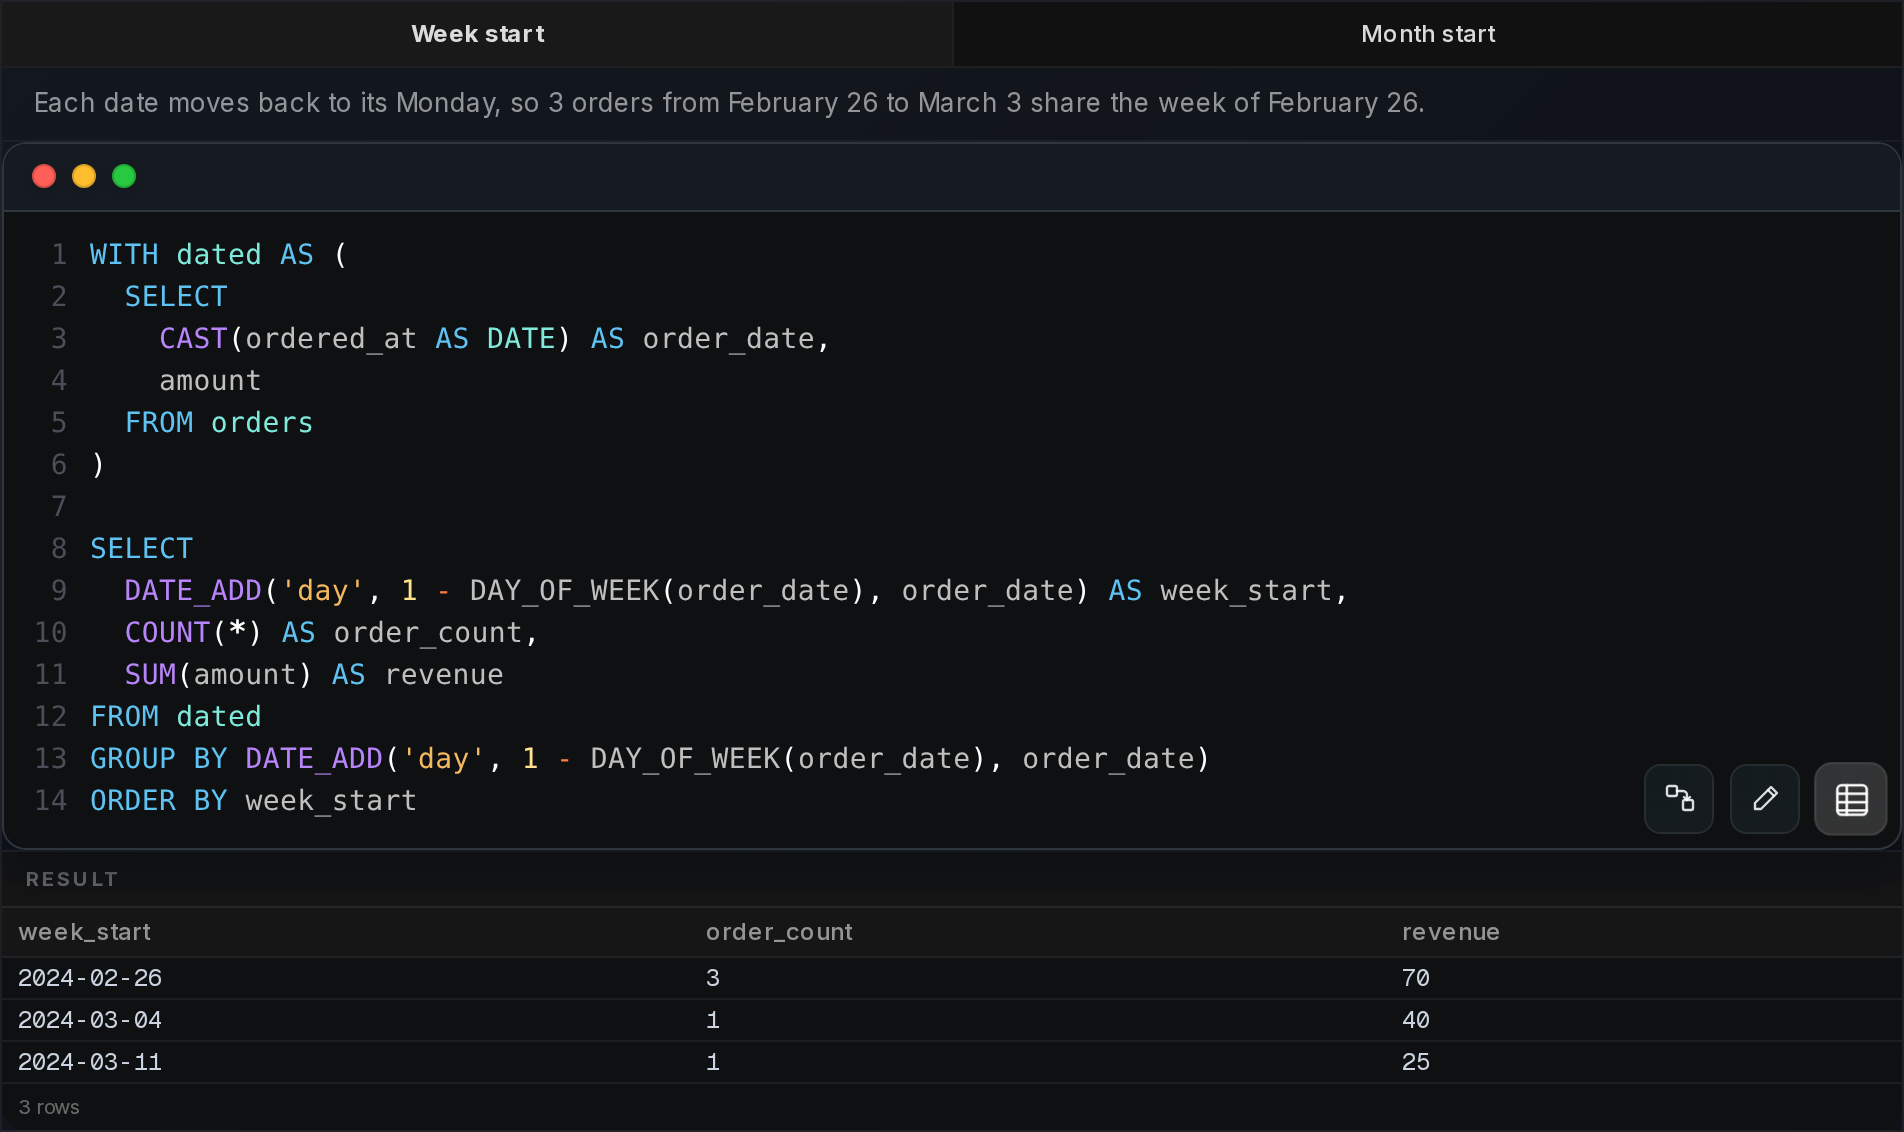 Week start
Month start
Each date moves back to its Monday, so 3 orders from February 26 to March 3 share the week of February 26.
1 WITH dated AS (
2   SELECT
3     CAST(ordered_at AS DATE) AS order_date,
4     amount
5   FROM orders
6 )
7
8 SELECT
9   DATE_ADD('day', 1 - DAY_OF_WEEK(order_date), order_date) AS week_start,
10   COUNT(*) AS order_count,
11   SUM(amount) AS revenue
12 FROM dated
13 GROUP BY DATE_ADD('day', 1 - DAY_OF_WEEK(order_date), order_date)
14 ORDER BY week_start
RESULT
week_start order_count revenue
2024-02-26 3 70
2024-03-04 1 40
2024-03-11 1 25
3 rows